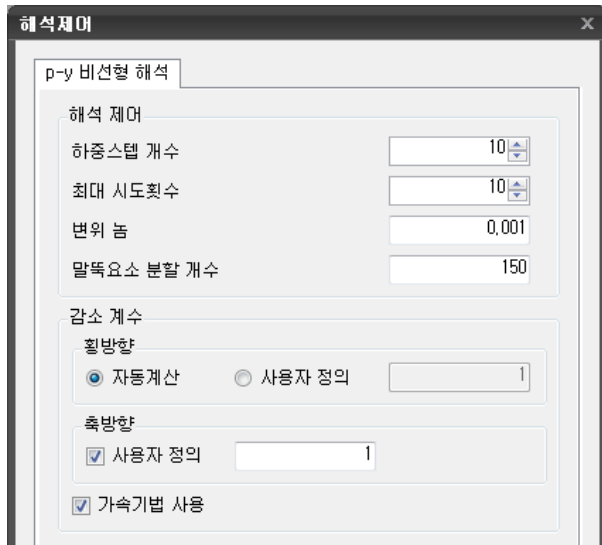 해석제어
p-y 비선형 해석
해석 제어
하중스텝 개수 10
최대 시도횟수 10
변위 놈 0,001
말뚝요소 분할 개수 150
감소 계수
횡방향
자동계산 사용자 정의 1
축방향
사용자 정의 1
가속기법 사용